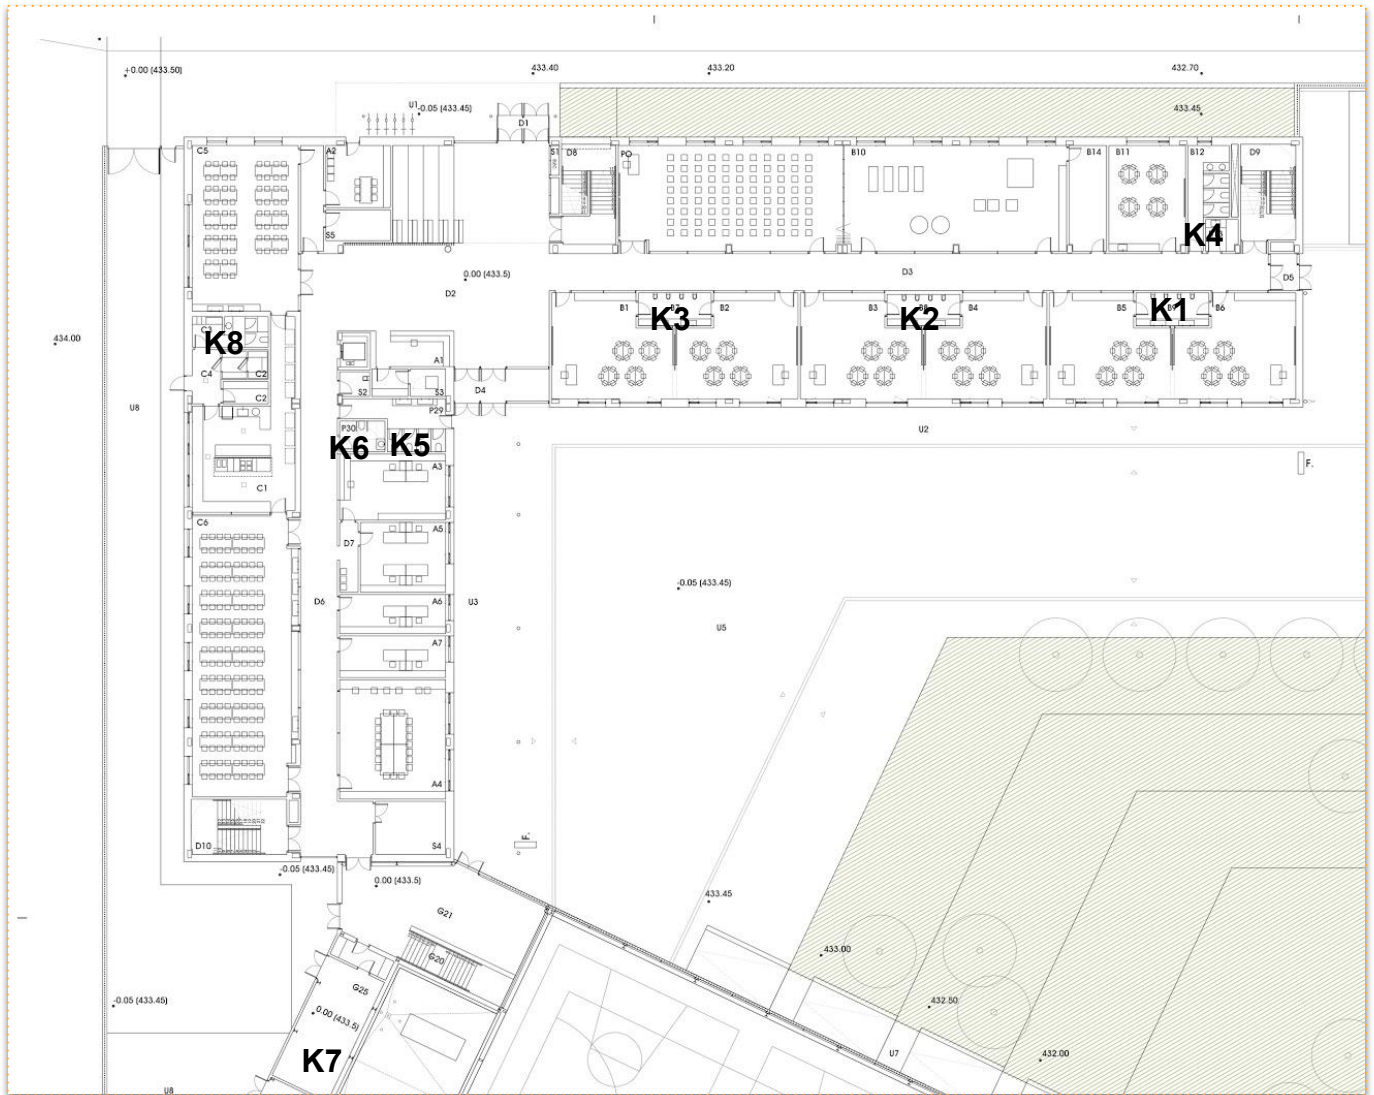 +0.00 (433.50)
433.40
433.20
432.70
U1
-0.05 (433.45)
433.45
D1
C5
A2
S1
D8
PO
B10
B14
B11
B12
D9
S5
K4
0.00 (433.5)
D2
D3
D5
B1
B7
B2
B3
B8
B4
B5
B9
B6
K3
K2
K1
C3
K8
434.00
A1
C4
C2
S2
S3
D4
C2
U8
P29
P30
K6
K5
U2
A3
F.
C1
C6
A5
D7
-0.05 (433.45)
D6
A6
U3
U5
A7
A4
D10
S4
F.
-0.05 (433.45)
0.00 (433.5)
433.45
G21
433.00
G20
G25
-0.05 (433.45)
0.00 (433.5)
432.50
K7
U7
432.00
U8